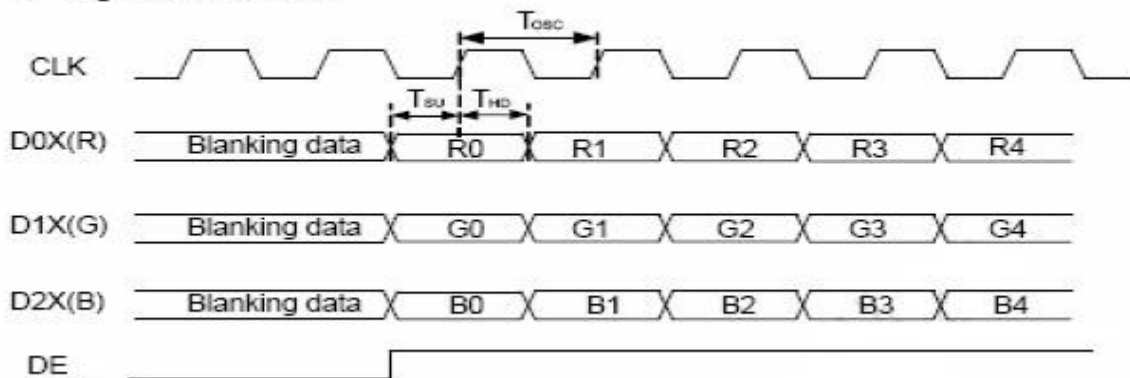 Tosc
CLK
Tsu THD
D0X(R) Blanking data R0 R1 R2 R3 R4
D1X(G) Blanking data G0 G1 G2 G3 G4
D2X(B) Blanking data B0 B1 B2 B3 B4
DE